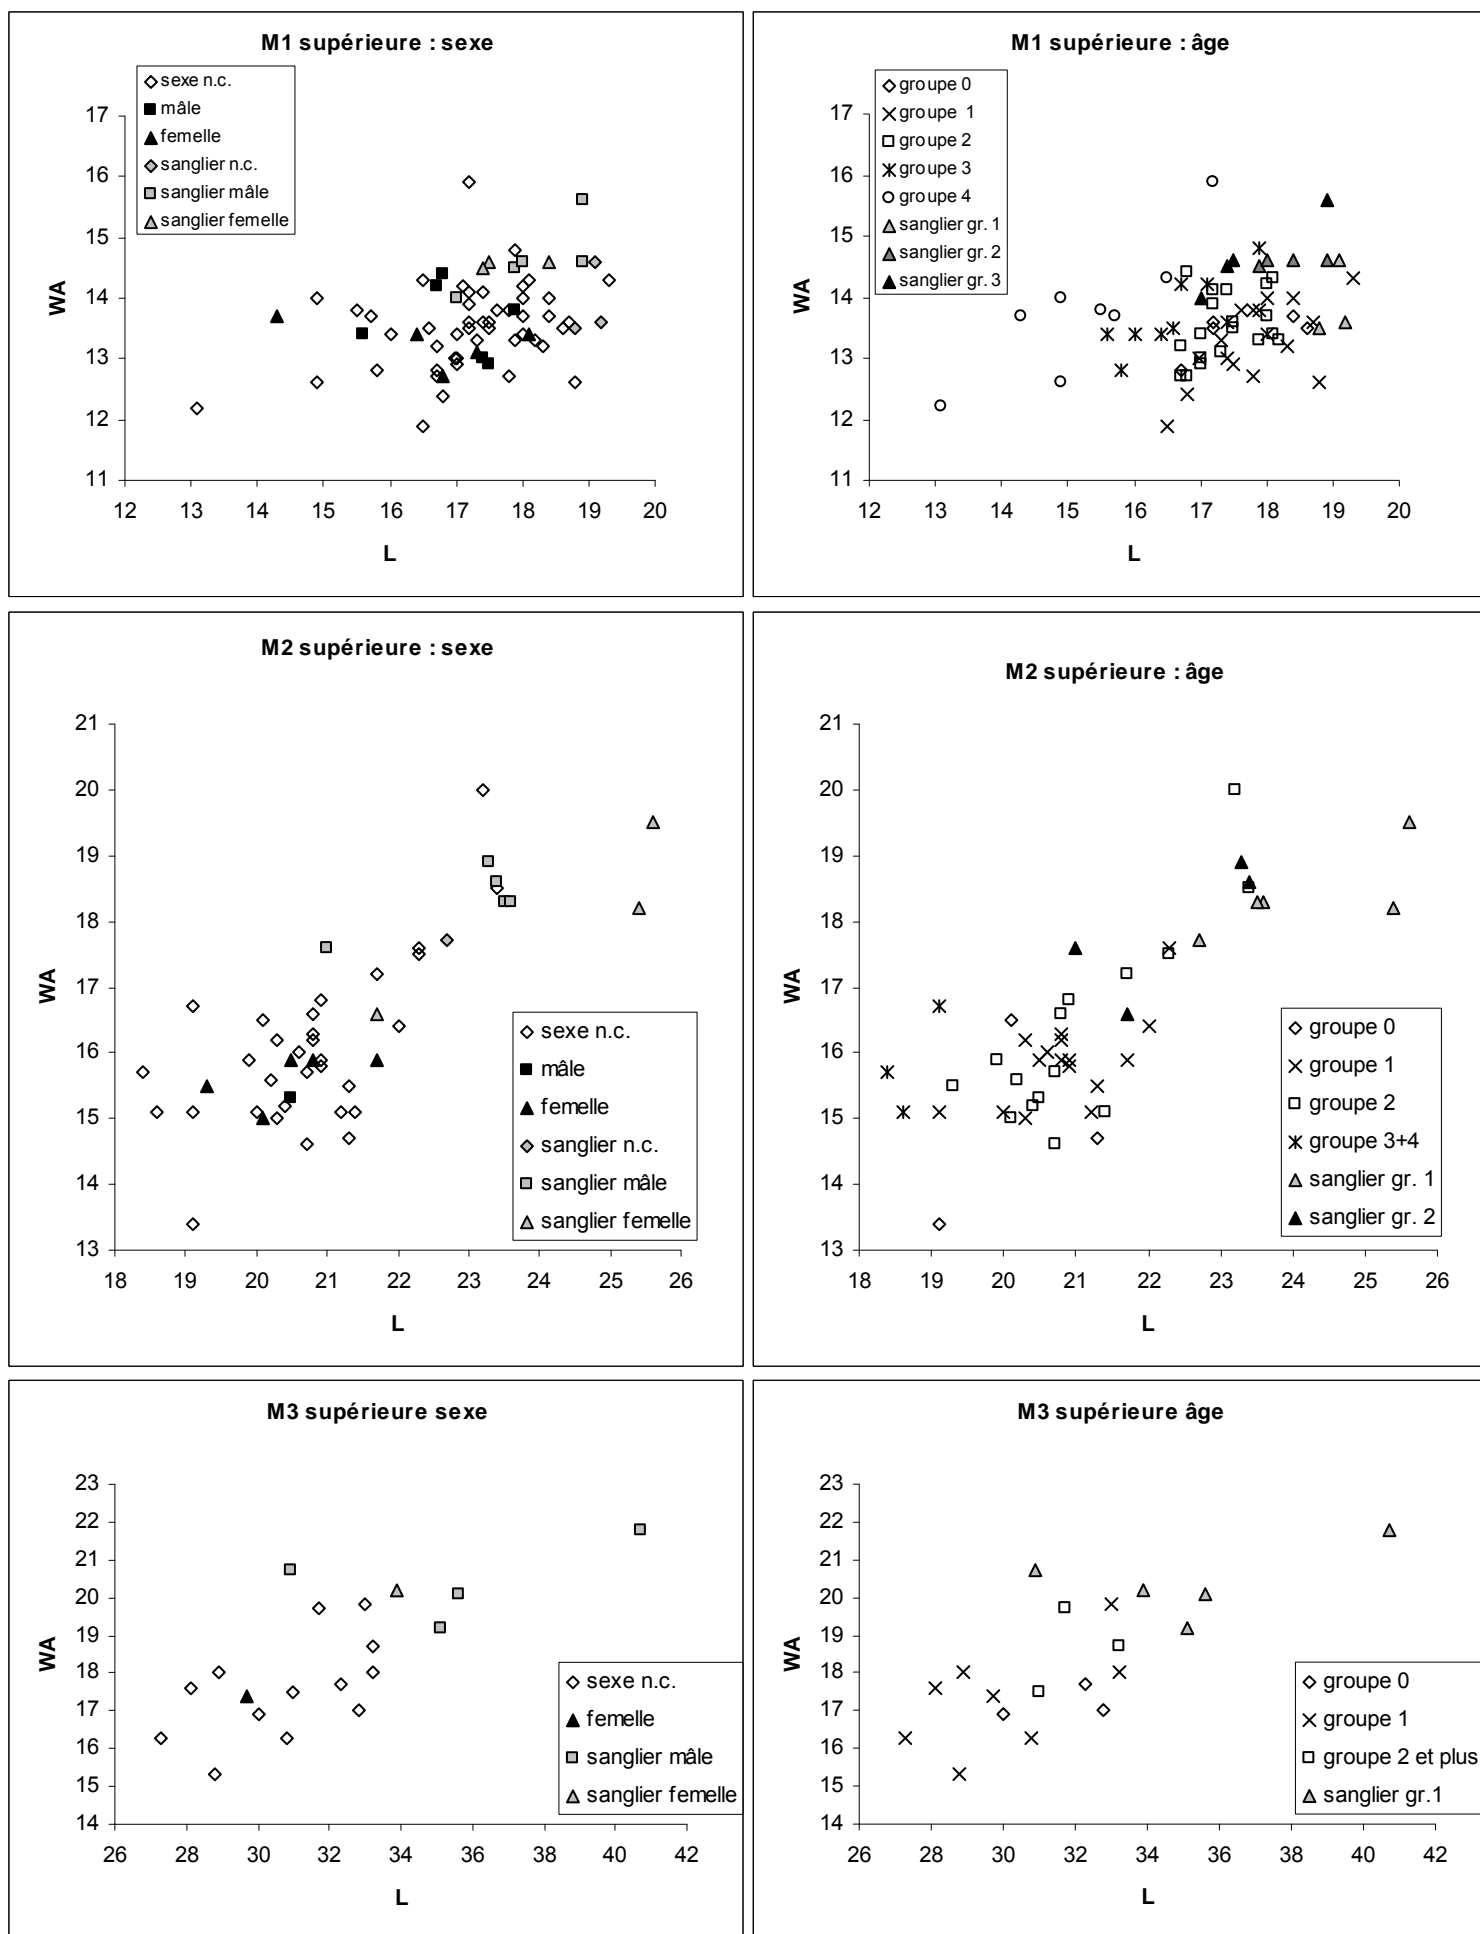 M1 supérieure : sexe
sexe n.c.
mâle
femelle
sanglier n.c.
sanglier mâle
sanglier femelle
17
16
15
14
13
12
11
WA
12 13 14 15 16 17 18 19 20
L
M1 supérieure : âge
groupe 0
groupe 1
groupe 2
groupe 3
groupe 4
sanglier gr. 1
sanglier gr. 2
sanglier gr. 3
17
16
15
14
13
12
11
WA
12 13 14 15 16 17 18 19 20
L
M2 supérieure : sexe
21
20
19
18
17
16
15
14
13
WA
sexe n.c.
mâle
femelle
sanglier n.c.
sanglier mâle
sanglier femelle
18 19 20 21 22 23 24 25 26
L
M2 supérieure : âge
21
20
19
18
17
16
15
14
13
WA
groupe 0
groupe 1
groupe 2
groupe 3+4
sanglier gr. 1
sanglier gr. 2
18 19 20 21 22 23 24 25 26
L
M3 supérieure sexe
23
22
21
20
19
18
17
16
15
14
WA
sexe n.c.
femelle
sanglier mâle
sanglier femelle
26 28 30 32 34 36 38 40 42
L
M3 supérieure âge
23
22
21
20
19
18
17
16
15
14
WA
groupe 0
groupe 1
groupe 2 et plus
sanglier gr.1
26 28 30 32 34 36 38 40 42
L